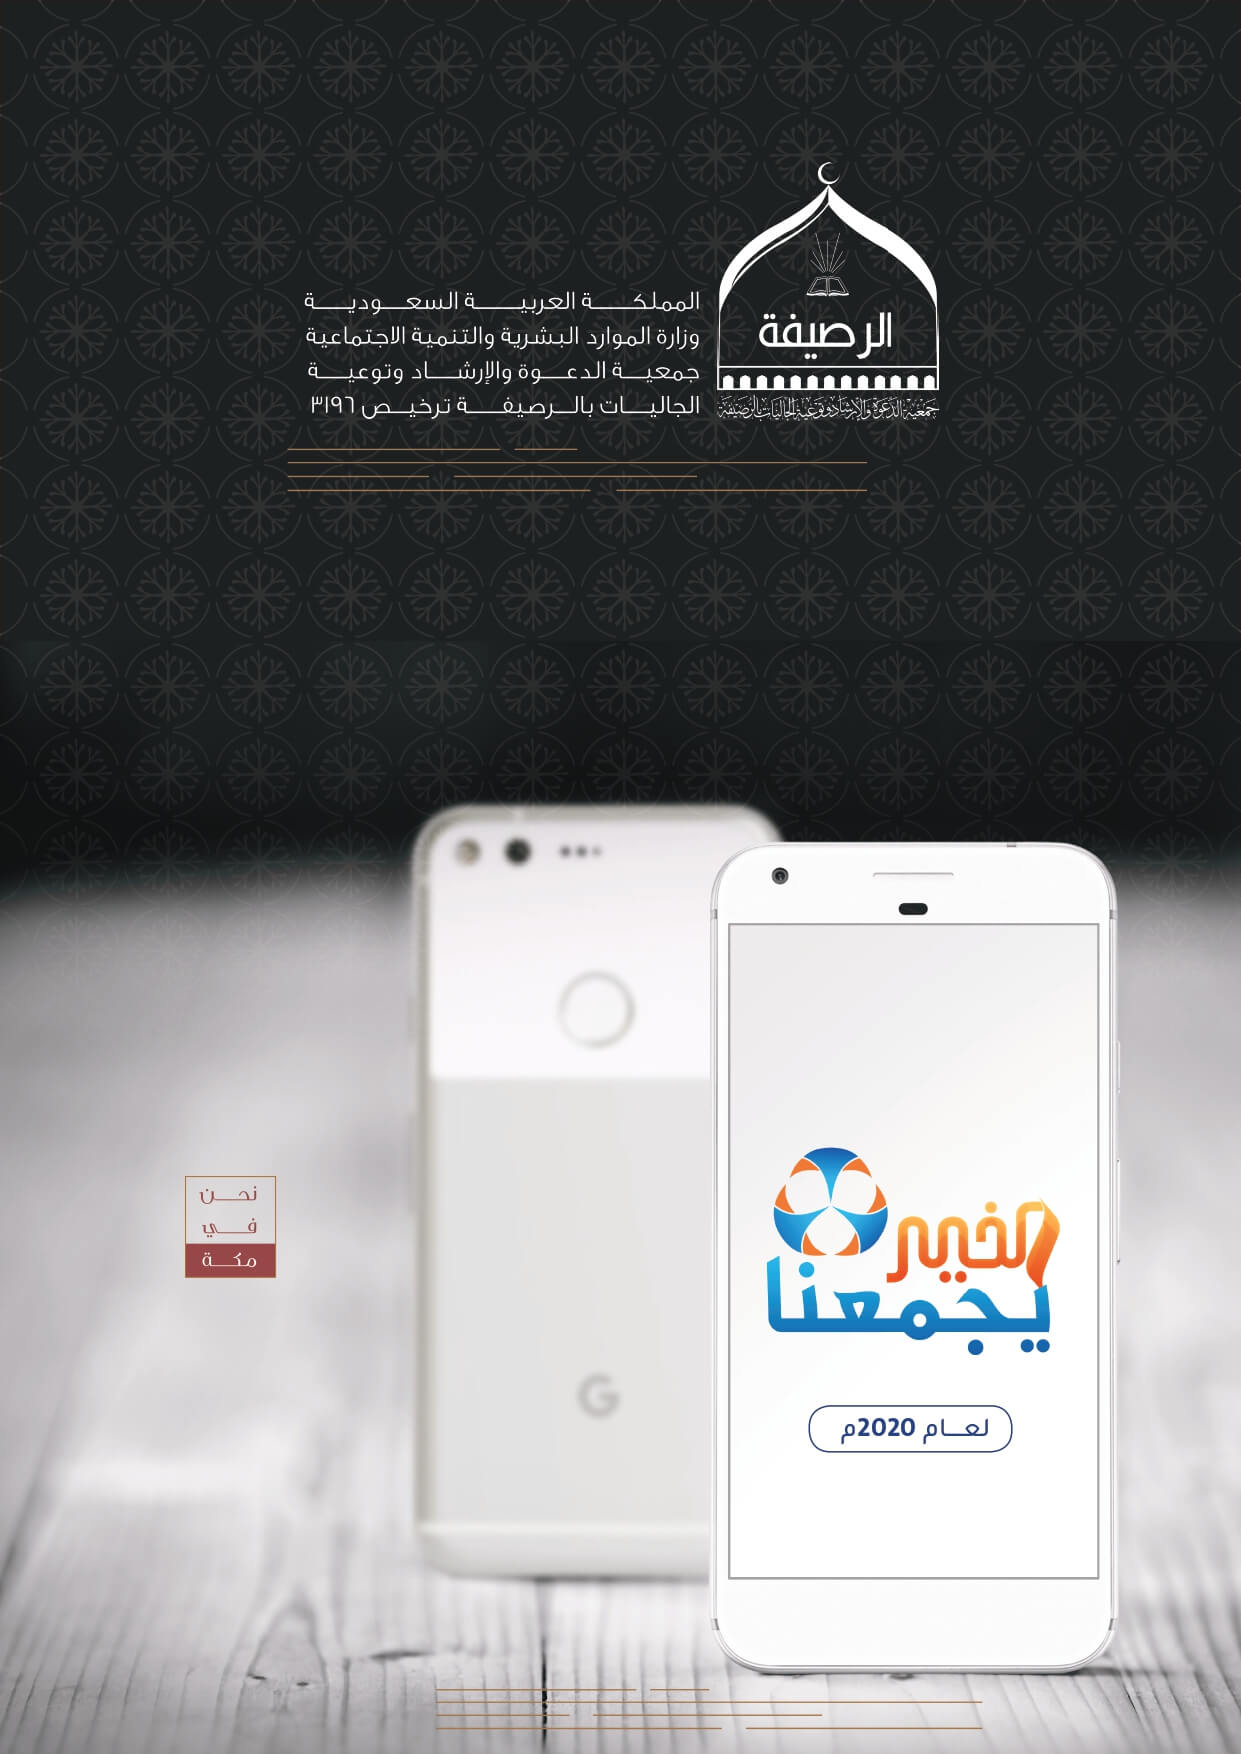 المملكة العربية السعودية
وزارة الموارد البشرية والتنمية الاجتماعية
جمعية الدعوة والإرشاد وتوعية
الجاليات بالرصيفة ترخيص ٣١٩٦
الرصيفة
جمعية الدعوة والإرشاد وتوعية الجاليات بالرصيفة
نحن
في
مكة
الخير
يجمعنا
لعام 2020م
G